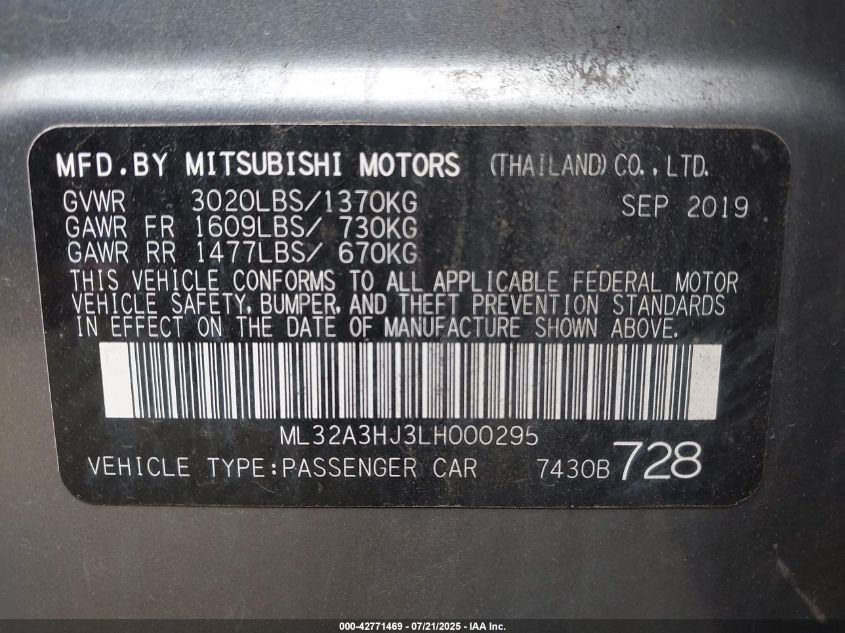 MFD.BY MITSUBISHI MOTORS (THAILAND) CO., LTD.
GVWR 3020LBS/1370KG SEP 2019
GAWR FR 1609LBS/ 730KG
GAWR RR 1477LBS/ 670KG
THIS VEHICLE CONFORMS TO ALL APPLICABLE FEDERAL MOTOR
VEHICLE SAFETY, BUMPER, AND THEFT PREVENTION STANDARDS
IN EFFECT ON THE DATE OF MANUFACTURE SHOWN ABOVE.
ML32A3HJ3LH000295
VEHICLE TYPE:PASSENGER CAR 7430B 728
000-42771469 - 07/21/2025 - IAA Inc.